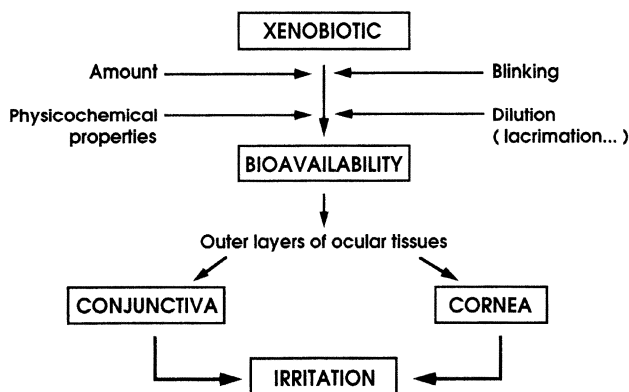 XENOBIOTIC
Amount
Blinking
Physicochemical
properties
Dilution
( lacrimation... )
BIOAVAILABILITY
Outer layers of ocular tissues
CONJUNCTIVA
CORNEA
IRRITATION